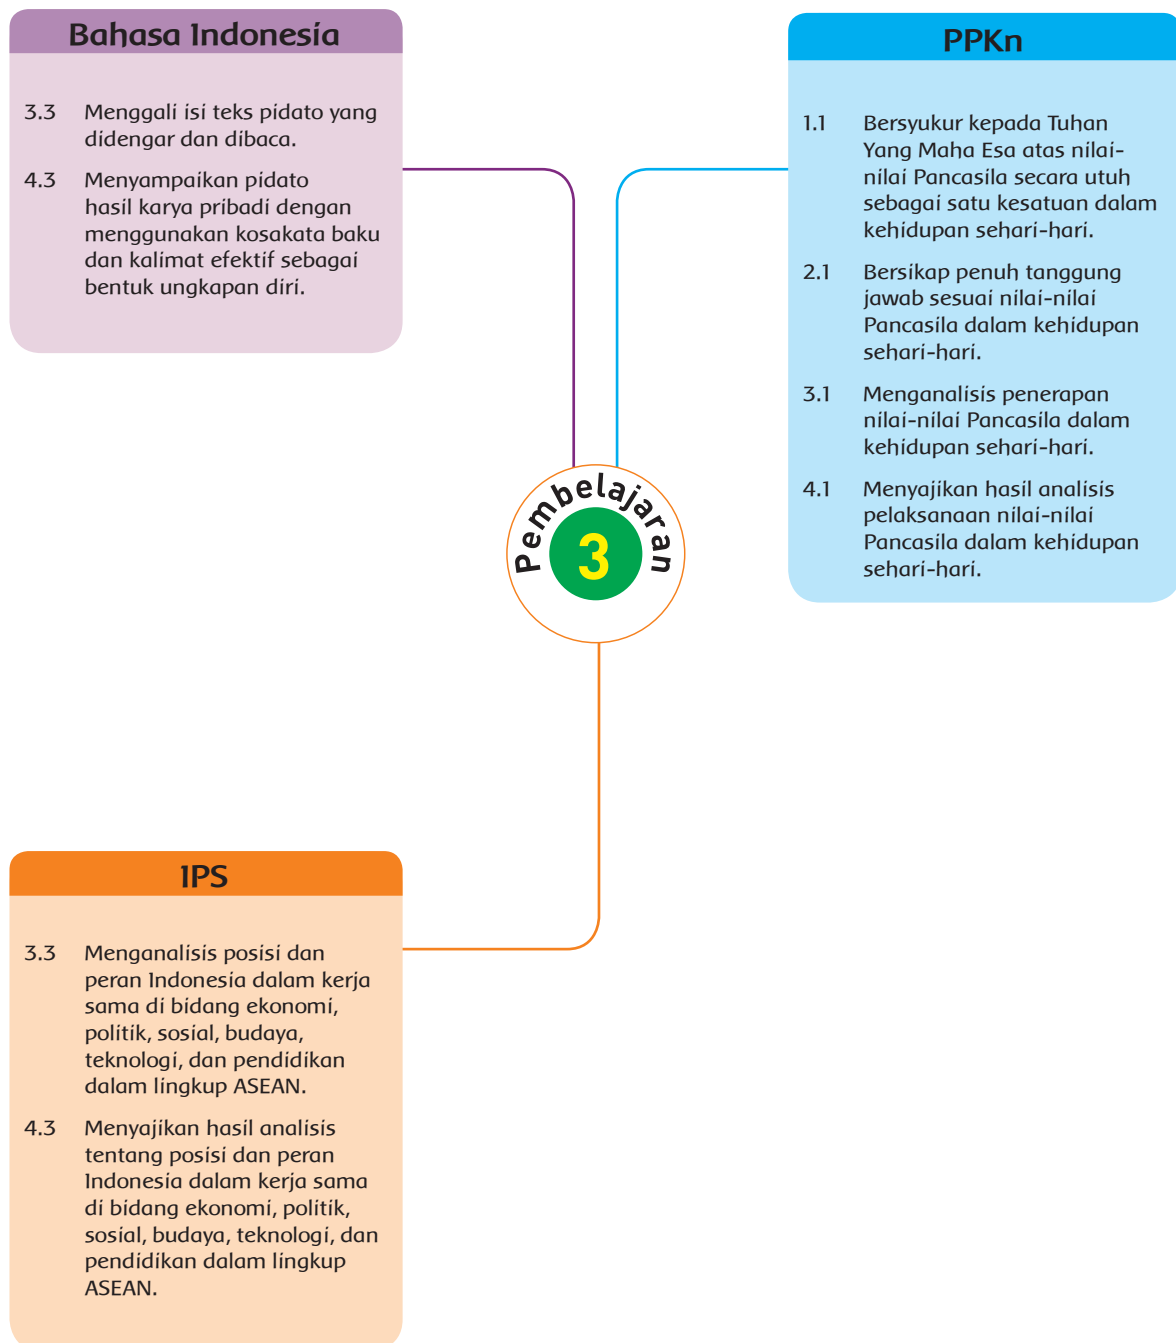 Bahasa Indonesia
3.3 Menggali isi teks pidato yang
didengar dan dibaca.
4.3 Menyampaikan pidato
hasil karya pribadi dengan
menggunakan kosakata baku
dan kalimat efektif sebagai
bentuk ungkapan diri.
PPKn
1.1 Bersyukur kepada Tuhan
Yang Maha Esa atas nilai-
nilai Pancasila secara utuh
sebagai satu kesatuan dalam
kehidupan sehari-hari.
2.1 Bersikap penuh tanggung
jawab sesuai nilai-nilai
Pancasila dalam kehidupan
sehari-hari.
3.1 Menganalisis penerapan
nilai-nilai Pancasila dalam
kehidupan sehari-hari.
4.1 Menyajikan hasil analisis
pelaksanaan nilai-nilai
Pancasila dalam kehidupan
sehari-hari.
Pembelajaran
3
IPS
3.3 Menganalisis posisi dan
peran Indonesia dalam kerja
sama di bidang ekonomi,
politik, sosial, budaya,
teknologi, dan pendidikan
dalam lingkup ASEAN.
4.3 Menyajikan hasil analisis
tentang posisi dan peran
Indonesia dalam kerja sama
di bidang ekonomi, politik,
sosial, budaya, teknologi, dan
pendidikan dalam lingkup
ASEAN.